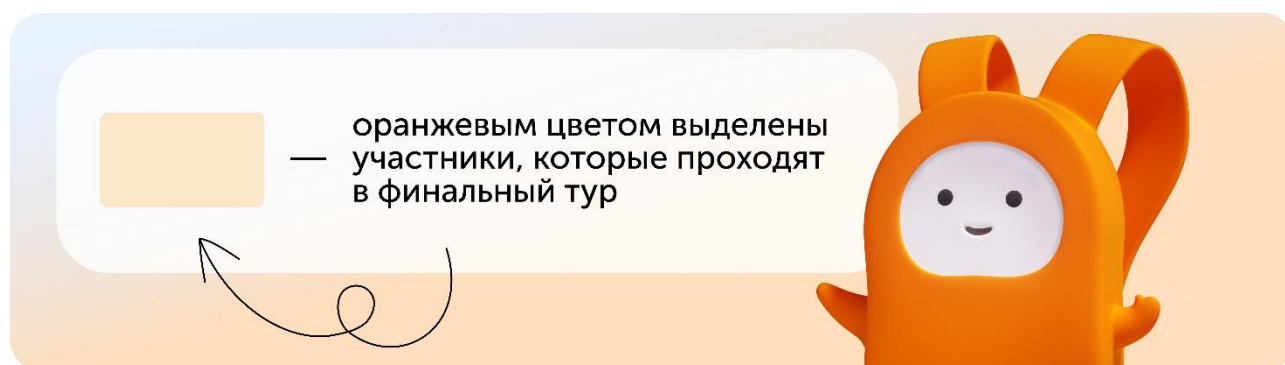 — оранжевым цветом выделены
участники, которые проходят
в финальный тур